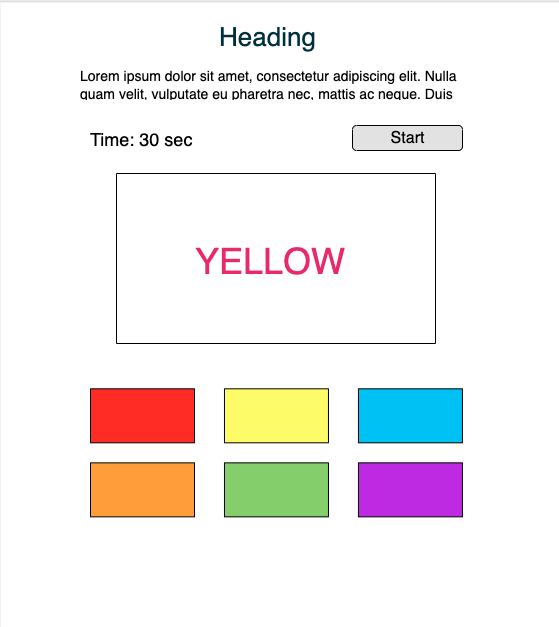 Heading
Lorem ipsum dolor sit amet, consectetur adipiscing elit. Nulla
quam velit, vulputate eu pharetra nec, mattis ac neque. Duis
Time: 30 sec
Start
YELLOW